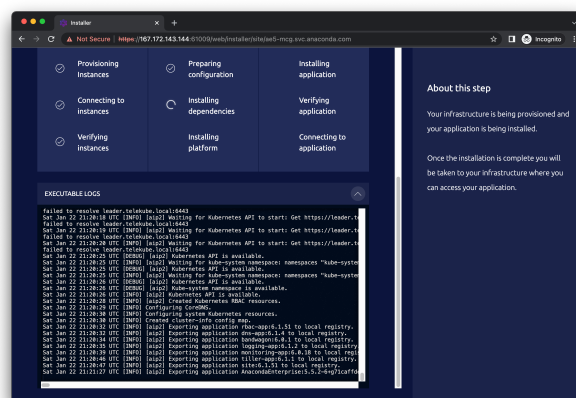 Installer
Not Secure | https://167.172.143.144:61009/web/installer/site/ae5-mcg.svc.anaconda.com
Incognito
Provisioning Instances
Preparing configuration
Installing application
Connecting to instances
Installing dependencies
Verifying application
Verifying instances
Installing platform
Connecting to application
About this step
Your infrastructure is being provisioned and
your application is being installed.
Once the installation is complete you will
be taken to your infrastructure where you
can access your application.
EXECUTABLE LOGS
failed to resolve leader.telekube.local:6443
Sat Jan 22 21:20:18 UTC [INFO] [aip2] Waiting for Kubernetes API to start: Get https://leader.te
failed to resolve leader.telekube.local:6443
Sat Jan 22 21:20:19 UTC [INFO] [aip2] Waiting for Kubernetes API to start: Get https://leader.te
failed to resolve leader.telekube.local:6443
Sat Jan 22 21:20:20 UTC [INFO] [aip2] Waiting for Kubernetes API to start: Get https://leader.te
failed to resolve leader.telekube.local:6443
Sat Jan 22 21:20:25 UTC [DEBUG] [aip2] Kubernetes API is available.
Sat Jan 22 21:20:25 UTC [INFO] [aip2] Waiting for kube-system namespace: namespaces "kube-system
Sat Jan 22 21:20:25 UTC [DEBUG] [aip2] Kubernetes API is available.
Sat Jan 22 21:20:25 UTC [INFO] [aip2] Waiting for kube-system namespace: namespaces "kube-system
Sat Jan 22 21:20:26 UTC [DEBUG] [aip2] Kubernetes API is available.
Sat Jan 22 21:20:26 UTC [DEBUG] [aip2] Kube-system namespace is available.
Sat Jan 22 21:20:26 UTC [INFO] [aip2] Kubernetes API is available.
Sat Jan 22 21:20:29 UTC [INFO] [aip2] Created Kubernetes RBAC resources.
Sat Jan 22 21:20:29 UTC [INFO] Configuring CoreDNS.
Sat Jan 22 21:20:30 UTC [INFO] Configuring system Kubernetes resources.
Sat Jan 22 21:20:30 UTC [INFO] Created cluster-info config map.
Sat Jan 22 21:20:32 UTC [INFO] [aip2] Exporting application rbac-app:6.1.51 to local registry.
Sat Jan 22 21:20:32 UTC [INFO] [aip2] Exporting application dns-app:6.1.4 to local registry.
Sat Jan 22 21:20:34 UTC [INFO] [aip2] Exporting application bandwagon:6.0.1 to local registry.
Sat Jan 22 21:20:35 UTC [INFO] [aip2] Exporting application logging-app:6.1.2 to local registry.
Sat Jan 22 21:20:39 UTC [INFO] [aip2] Exporting application monitoring-app:6.0.18 to local regis
Sat Jan 22 21:20:46 UTC [INFO] [aip2] Exporting application tiller-app:6.1.1 to local registry.
Sat Jan 22 21:20:47 UTC [INFO] [aip2] Exporting application site:6.1.51 to local registry.
Sat Jan 22 21:21:27 UTC [INFO] [aip2] Exporting application AnacondaEnterprise:5.5.2-6+g71caffde